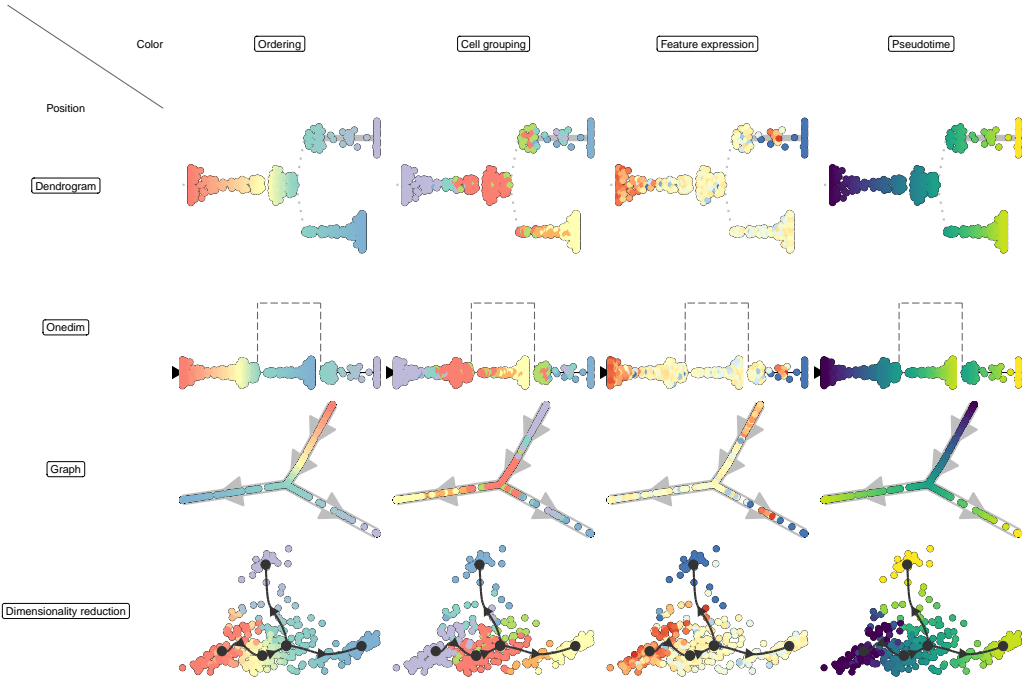 Color
Ordering
Cell grouping
Feature expression
Pseudotime
Position
Dendrogram
Onedim
Graph
Dimensionality reduction